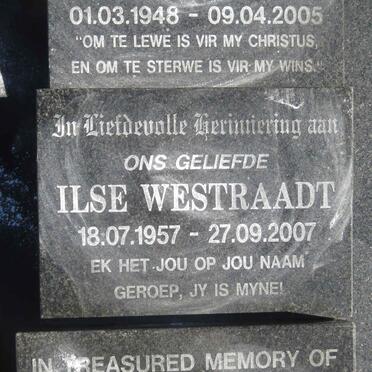 01.03.1948 - 09.04.2005
"OM TE LEWE IS VIR MY CHRISTUS,
EN OM TE STERWE IS VIR MY WINS."
In Liefdevolle Herinnering aan
ONS GELIEFDE
ILSE WESTRAADT
18.07.1957 - 27.09.2007
EK HET JOU OP JOU NAAM
GEROEP, JY IS MYNE!
IN TREASURED MEMORY OF